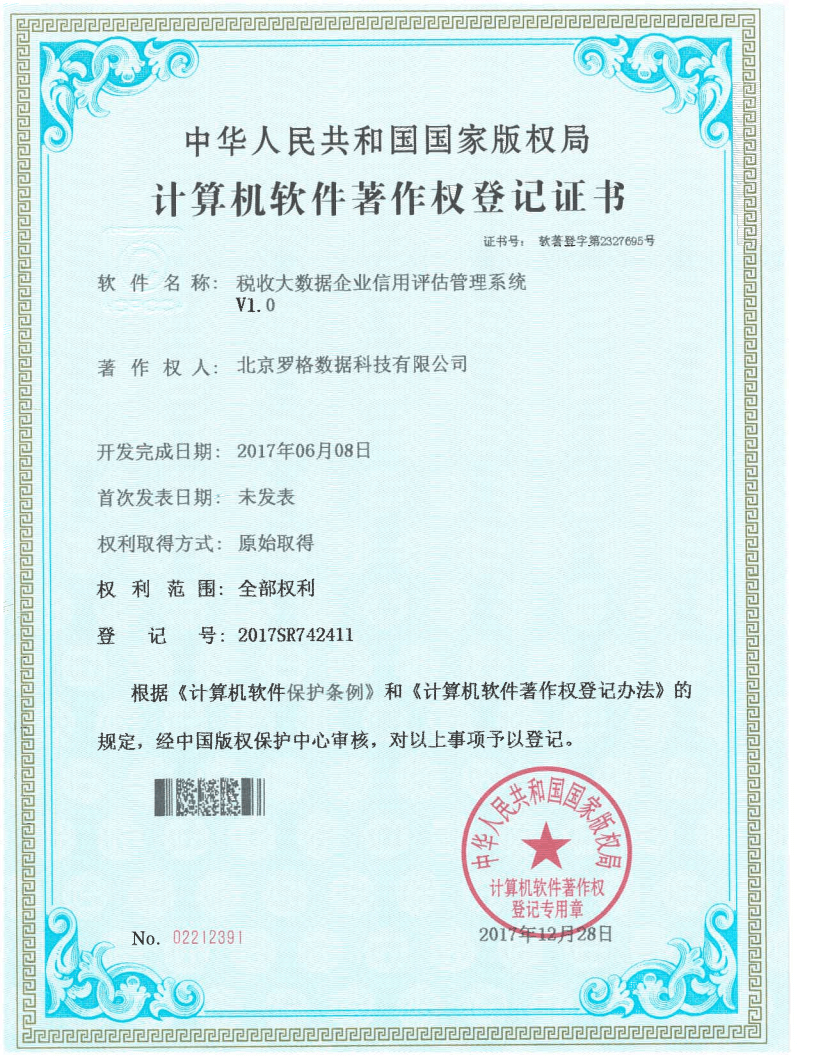 中华人民共和国国家版权局
计算机软件著作权登记证书
证书号： 软著登字第2327695号
软件名称： 税收大数据企业信用评估管理系统
V1.0
著作权人： 北京罗格数据科技有限公司
开发完成日期： 2017年06月08日
首次发表日期： 未发表
权利取得方式： 原始取得
权利范围： 全部权利
登记号： 2017SR742411
根据《计算机软件保护条例》和《计算机软件著作权登记办法》的
规定，经中国版权保护中心审核，对以上事项予以登记。
中华人民共和国国家版权局
计算机软件著作权
登记专用章
No. 02212391
2017年12月28日